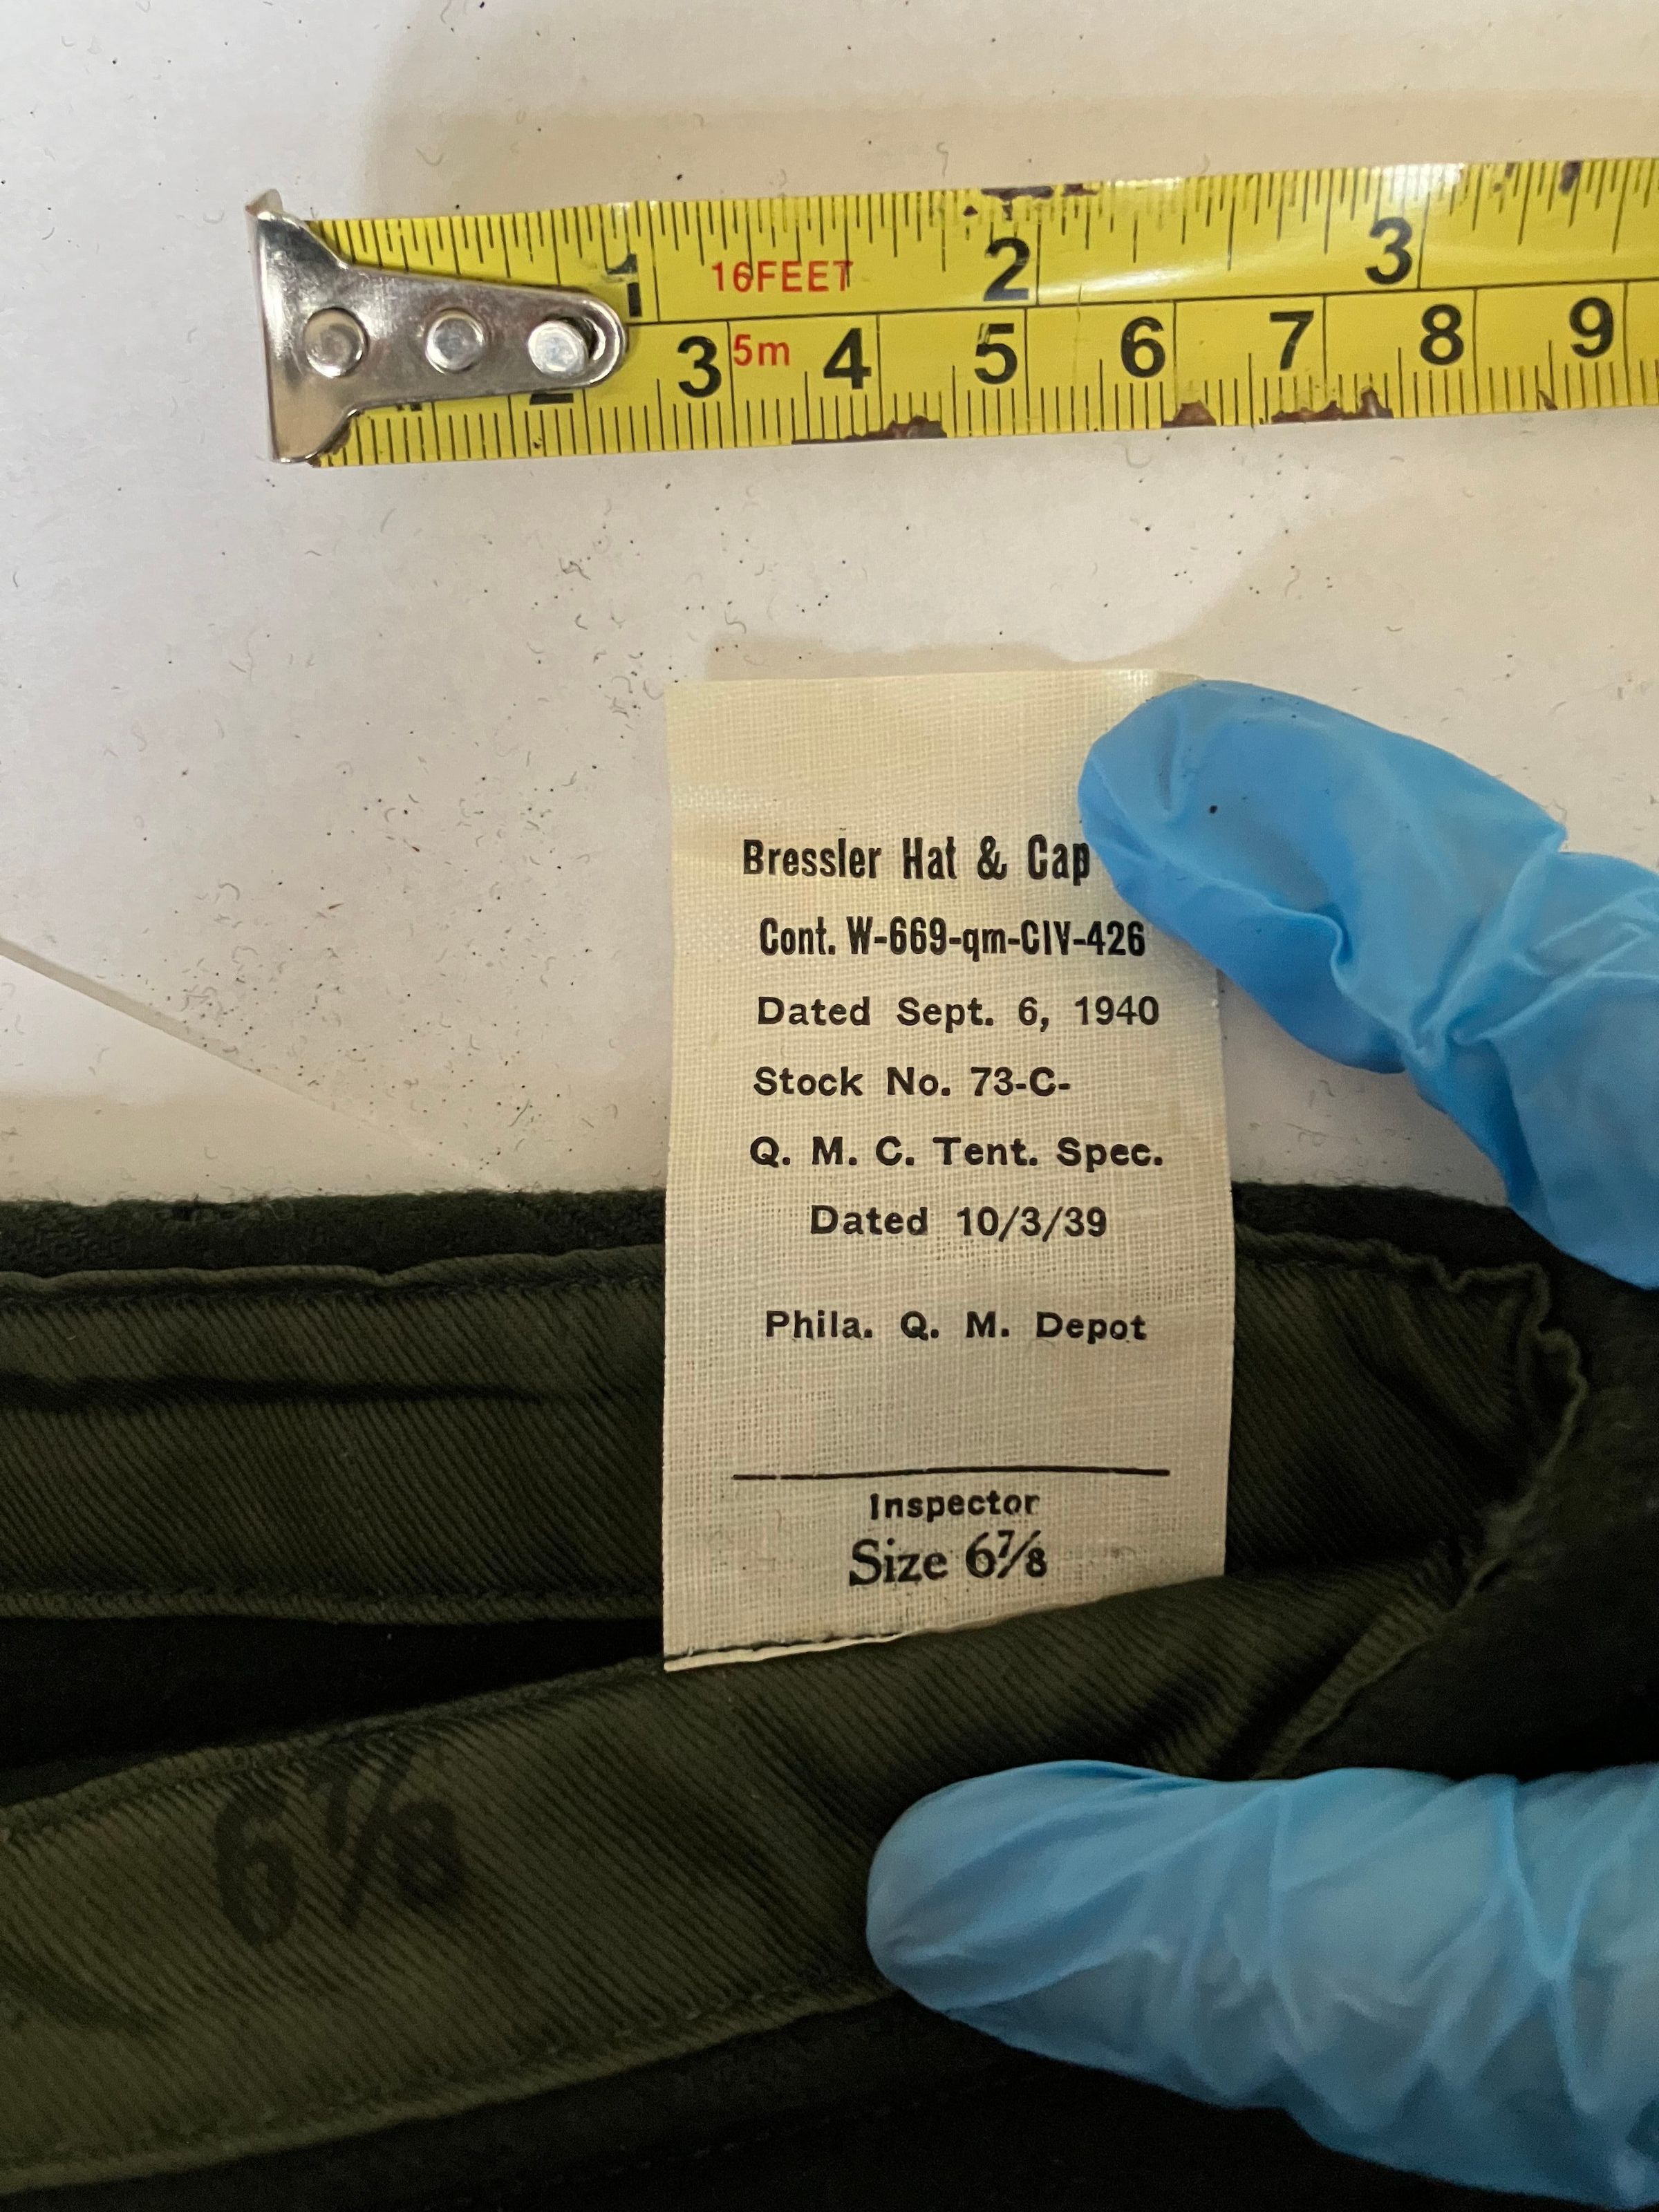 1 16FEET 2 3
2 3 5m 4 5 6 7 8 9
Bressler Hat & Cap
Cont. W-669-qm-CIV-426
Dated Sept. 6, 1940
Stock No. 73-C-
Q. M. C. Tent. Spec.
Dated 10/3/39
Phila. Q. M. Depot
Inspector
Size 6⅞
6⅞